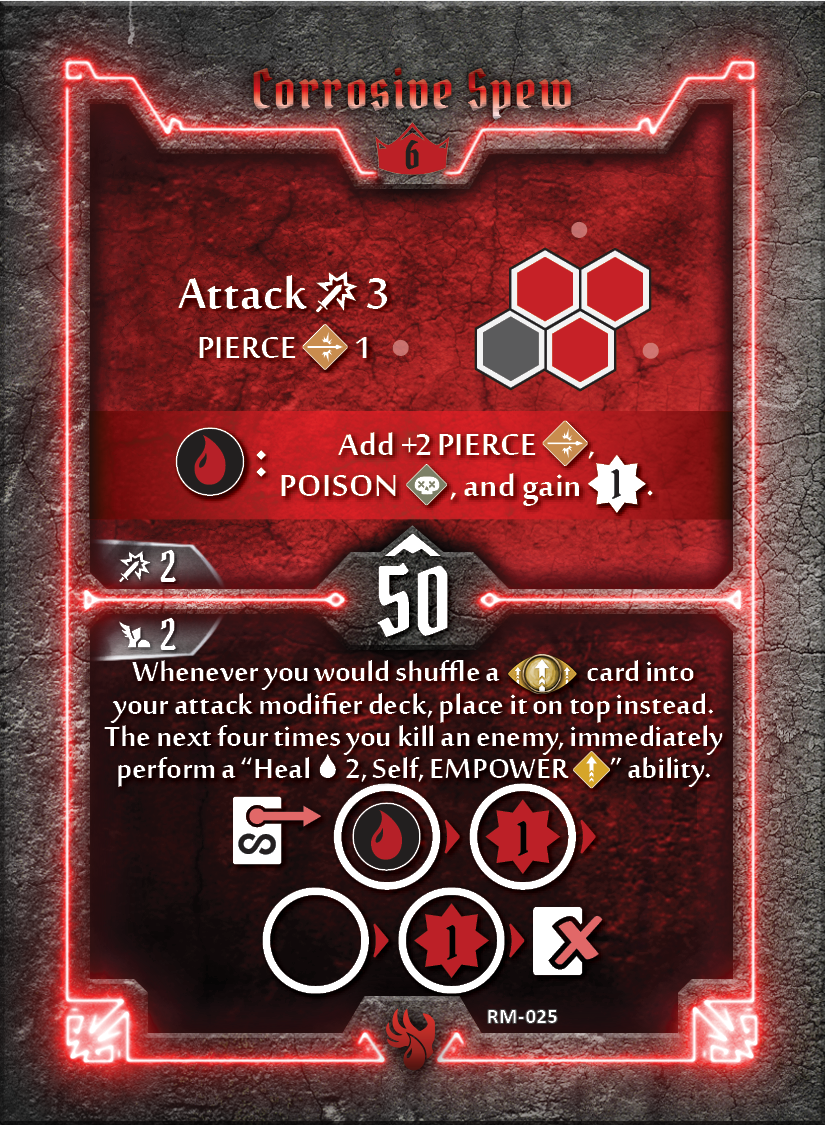 Corrosive Spew
6
Attack 3
PIERCE 1
: Add +2 PIERCE ,
POISON , and gain 1 .
2
50
2
Whenever you would shuffle a card into
your attack modifier deck, place it on top instead.
The next four times you kill an enemy, immediately
perform a “Heal 2, Self, EMPOWER ” ability.
S 1
1
RM-025